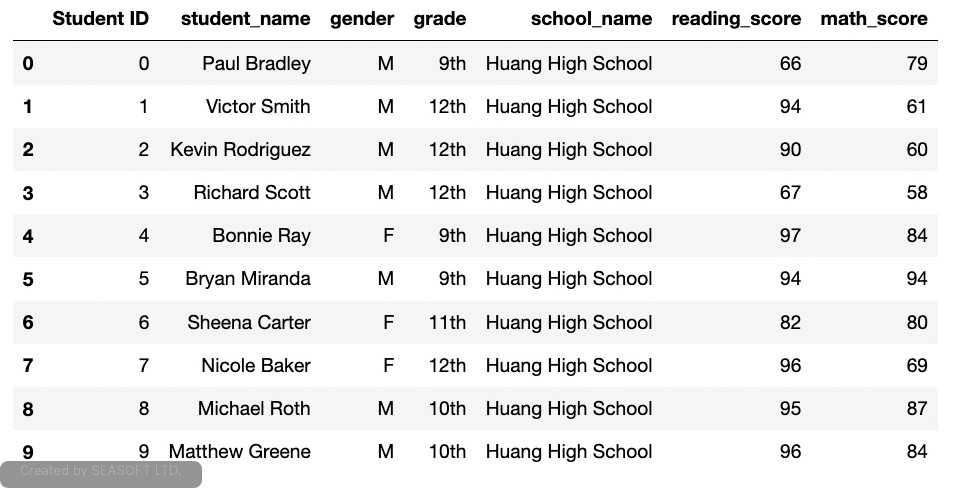 Student ID student_name gender grade school_name reading_score math_score
0 0 Paul Bradley M 9th Huang High School 66 79
1 1 Victor Smith M 12th Huang High School 94 61
2 2 Kevin Rodriguez M 12th Huang High School 90 60
3 3 Richard Scott M 12th Huang High School 67 58
4 4 Bonnie Ray F 9th Huang High School 97 84
5 5 Bryan Miranda M 9th Huang High School 94 94
6 6 Sheena Carter F 11th Huang High School 82 80
7 7 Nicole Baker F 12th Huang High School 96 69
8 8 Michael Roth M 10th Huang High School 95 87
9 9 Matthew Greene M 10th Huang High School 96 84
Created by SEASOFT LTD.